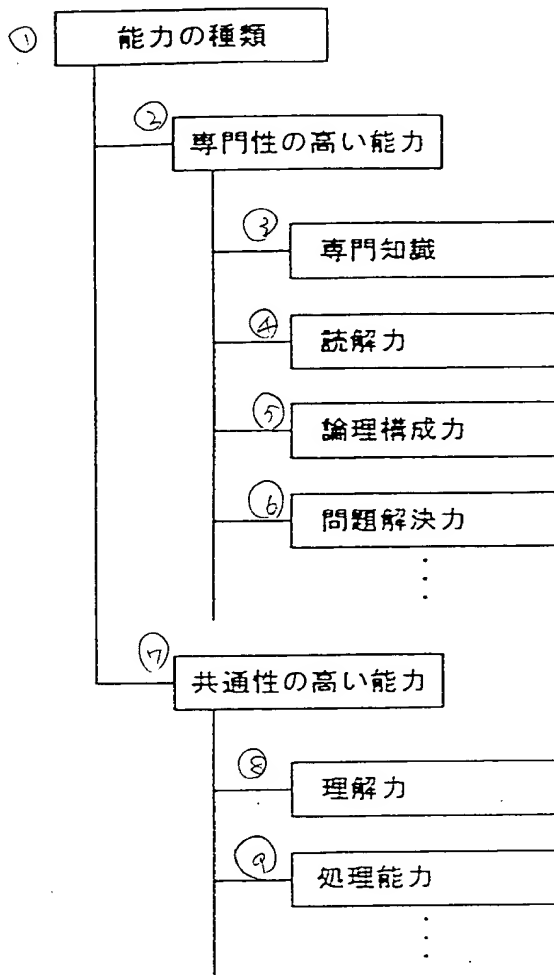 ① 能力の種類
② 専門性の高い能力
③ 専門知識
④ 読解力
⑤ 論理構成力
⑥ 問題解決力
⑦ 共通性の高い能力
⑧ 理解力
⑨ 処理能力